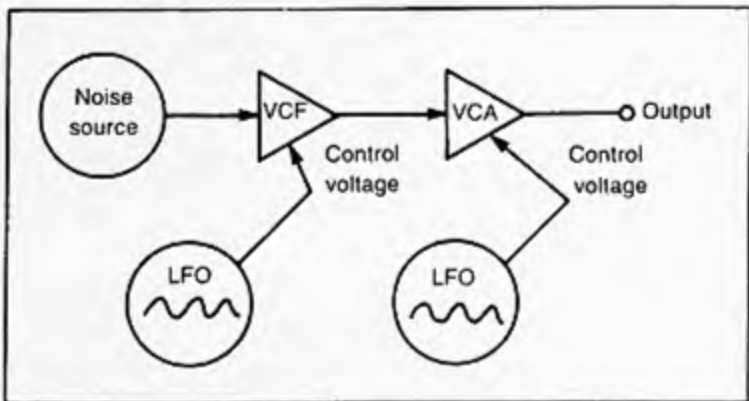 Noise
source
VCF
VCA
Output
Control
voltage
Control
voltage
LFO
LFO